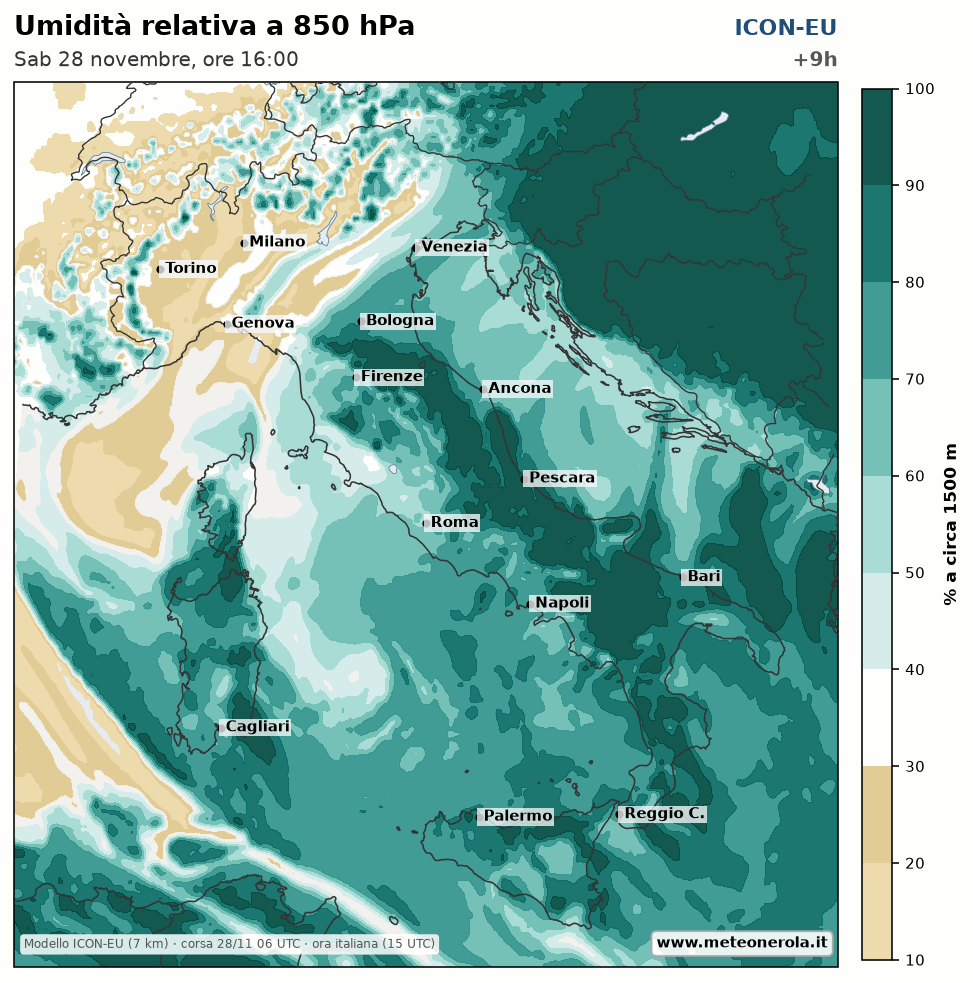 Umidità relativa a 850 hPa
ICON-EU
Sab 28 novembre, ore 16:00
+9h
100
90
80
70
60
50
40
30
20
10
% a circa 1500 m
Milano
Venezia
Torino
Genova
Bologna
Firenze
Ancona
Pescara
Roma
Bari
Napoli
Cagliari
Palermo
Reggio C.
Modello ICON-EU (7 km) · corsa 28/11 06 UTC · ora italiana (15 UTC)
www.meteonerola.it